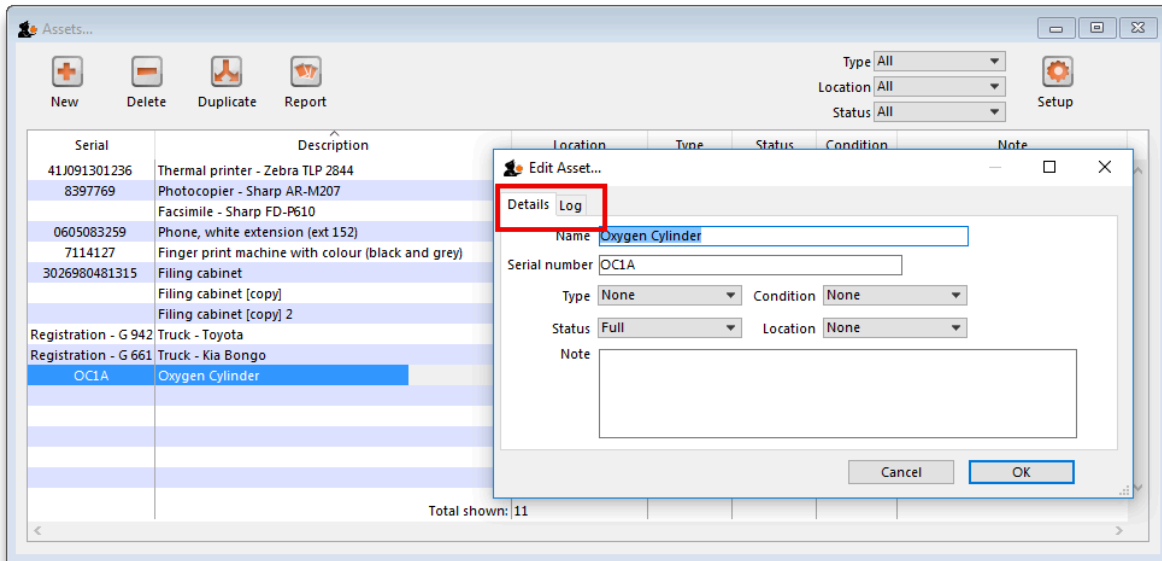 Assets...
New Delete Duplicate Report
Type All
Location All
Status All
Setup
Serial Description Location Type Status Condition Note
41J091301236 Thermal printer - Zebra TLP 2844
8397769 Photocopier - Sharp AR-M207
Facsimile - Sharp FD-P610
0605083259 Phone, white extension (ext 152)
7114127 Finger print machine with colour (black and grey)
3026980481315 Filing cabinet
Filing cabinet [copy]
Filing cabinet [copy] 2
Registration - G 942 Truck - Toyota
Registration - G 661 Truck - Kia Bongo
OC1A Oxygen Cylinder
Total shown: 11
Edit Asset...
Details Log
Name Oxygen Cylinder
Serial number OC1A
Type None Condition None
Status Full Location None
Note
Cancel OK